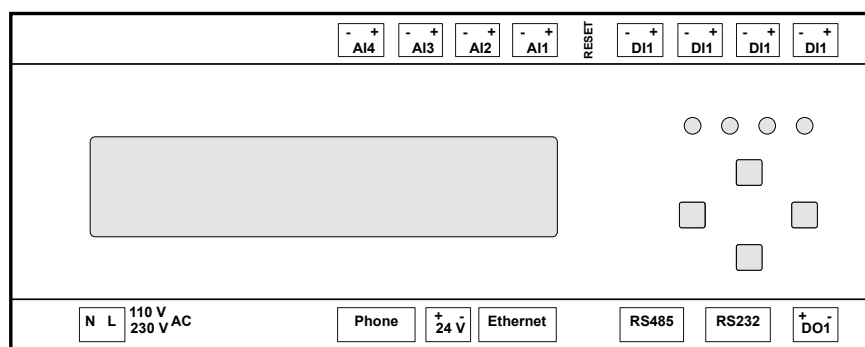 - + - + - + - + RESET - + - + - + - +
AI4 AI3 AI2 AI1 DI1 DI1 DI1 DI1
N L 110 V 230 V AC Phone + - 24 V Ethernet RS485 RS232 + - DO1